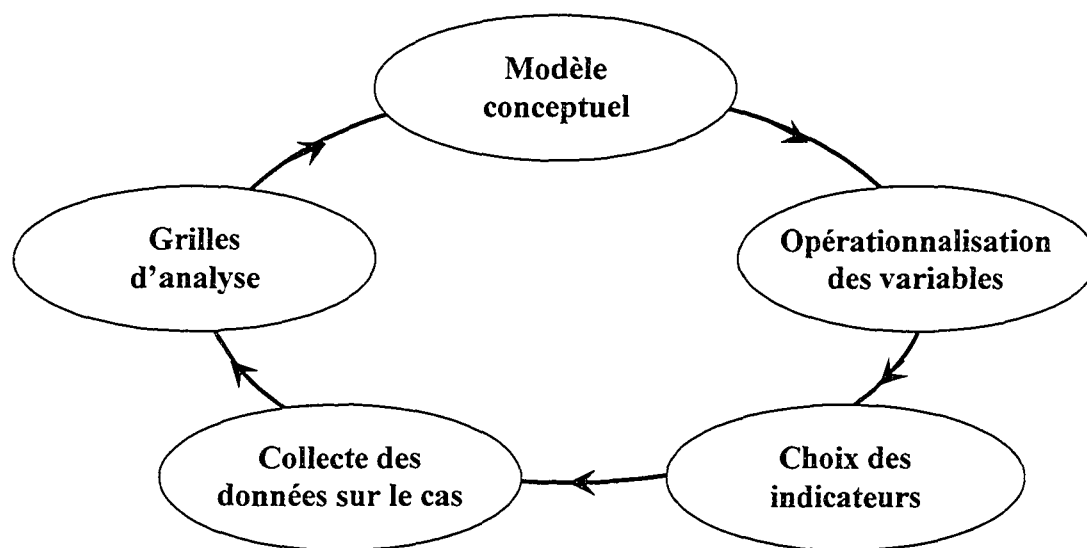 Modèle
conceptuel
Grilles
d'analyse
Opérationnalisation
des variables
Collecte des
données sur le cas
Choix des
indicateurs